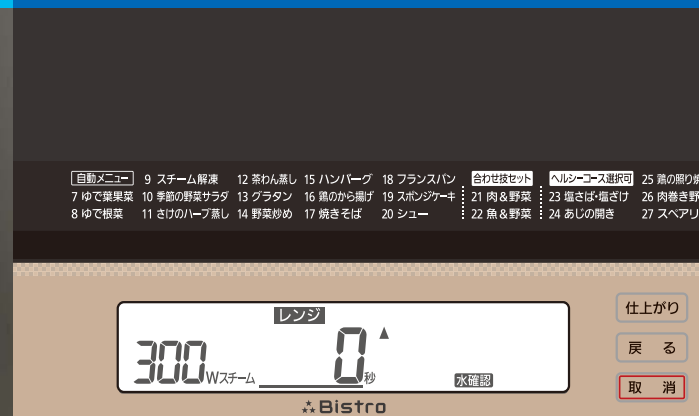 自動メニュー 9 スチーム解凍 12 茶わん蒸し 15 ハンバーグ 18 フランスパン 合わせ技セット ヘルシーコース選択可 25 鶏の照り焼
7 ゆで葉果菜 10 季節の野菜サラダ 13 グラタン 16 鶏のから揚げ 19 スポンジケーキ 21 肉&野菜 23 塩さば・塩ざけ 26 肉巻き野
8 ゆで根菜 11 さけのハーブ蒸し 14 野菜炒め 17 焼きそば 20 シュー 22 魚&野菜 24 あじの開き 27 スペアリ
仕上がり
レンジ
300Wスチーム 0秒 水確認
戻る
取消
Bistro